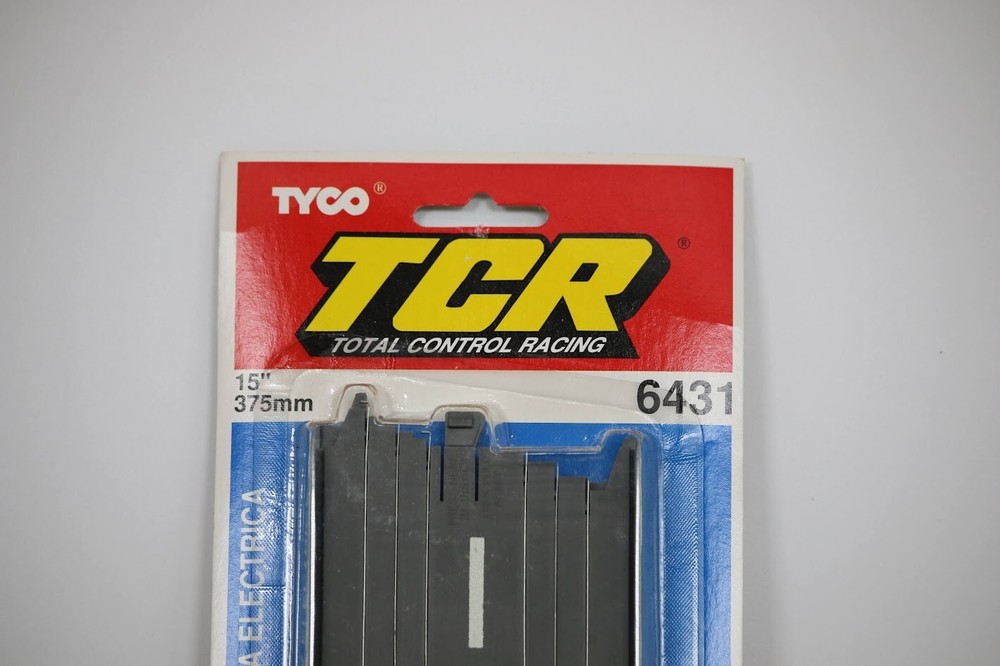 TYCO®
TCR®
TOTAL CONTROL RACING
15"
375mm
6431
A ELECTRICA